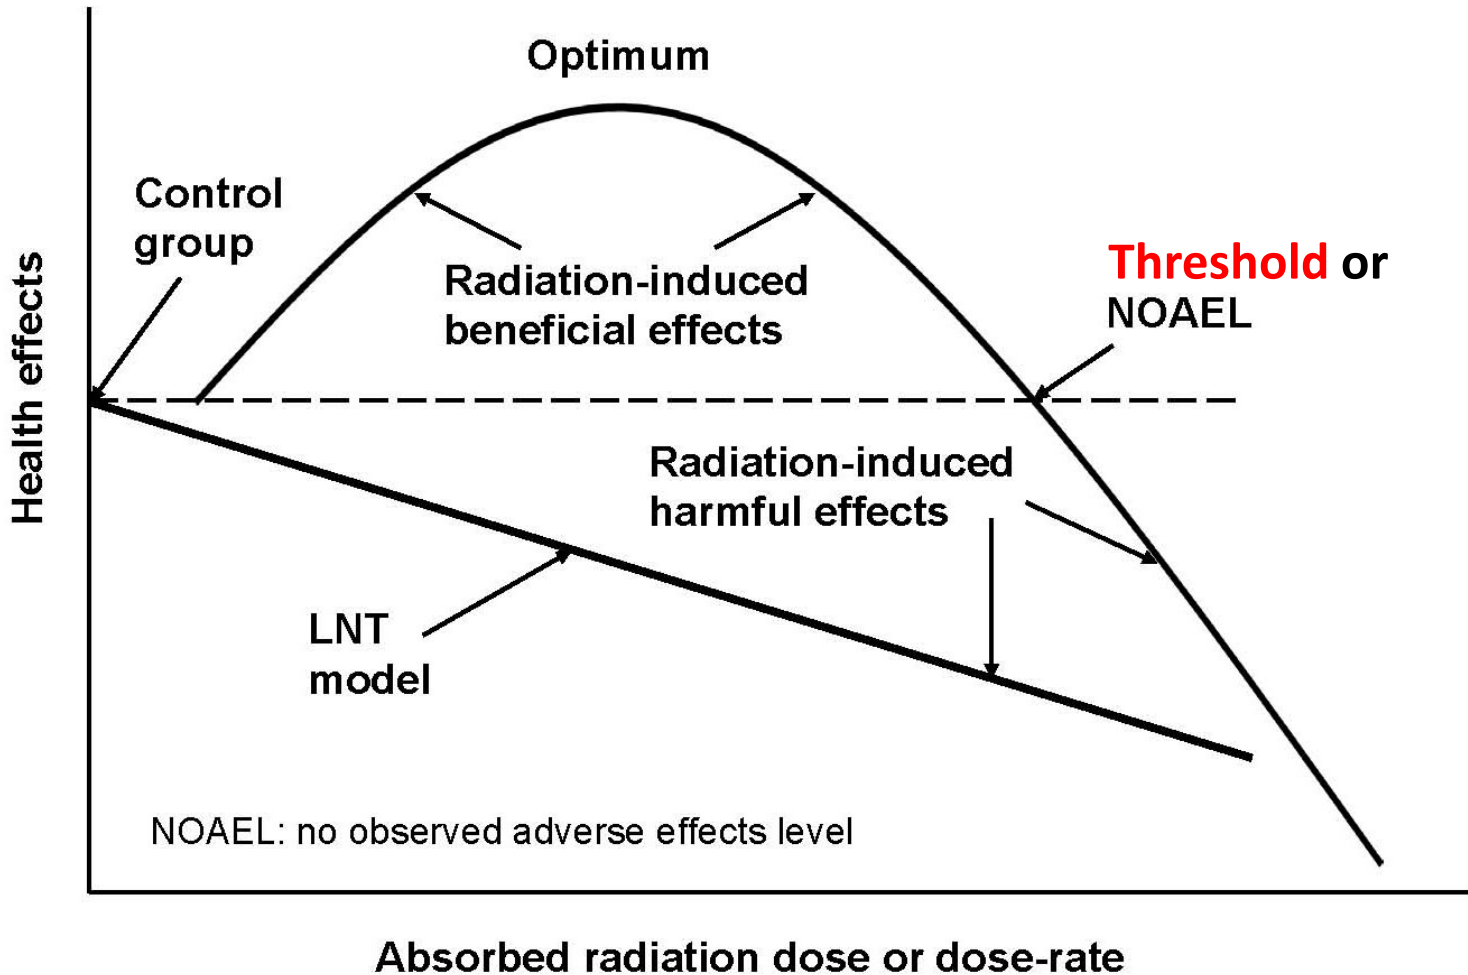 Optimum
Control
group
Radiation-induced
beneficial effects
Threshold or
NOAEL
Health effects
Radiation-induced
harmful effects
LNT
model
NOAEL: no observed adverse effects level
Absorbed radiation dose or dose-rate